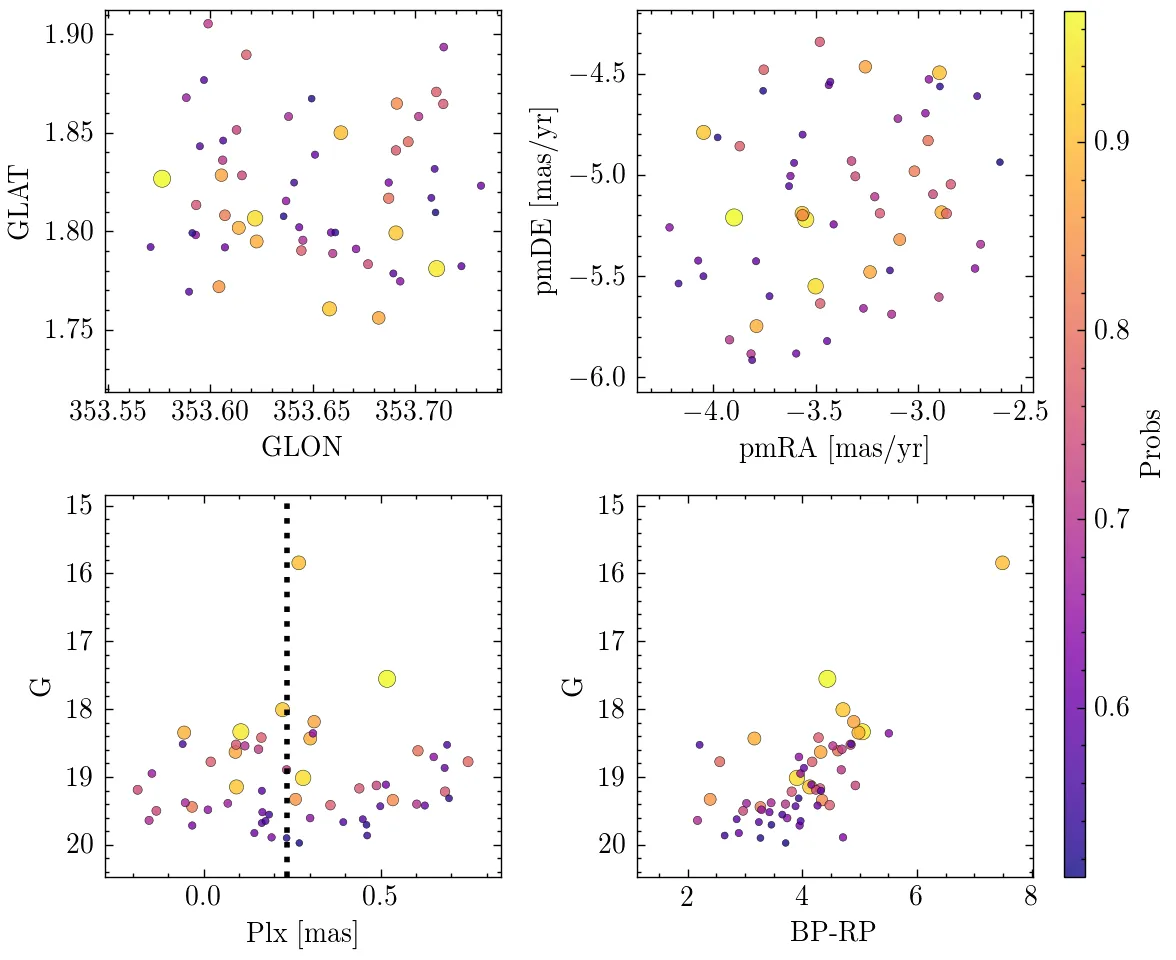 1.90
1.85
1.80
1.75
GLAT
353.55 353.60 353.65 353.70
GLON
−4.5
−5.0
−5.5
−6.0
pmDE [mas/yr]
−4.0 −3.5 −3.0 −2.5
pmRA [mas/yr]
15
16
17
18
19
20
G
0.0 0.5
Plx [mas]
15
16
17
18
19
20
G
2 4 6 8
BP-RP
0.9
0.8
0.7
0.6
Probs